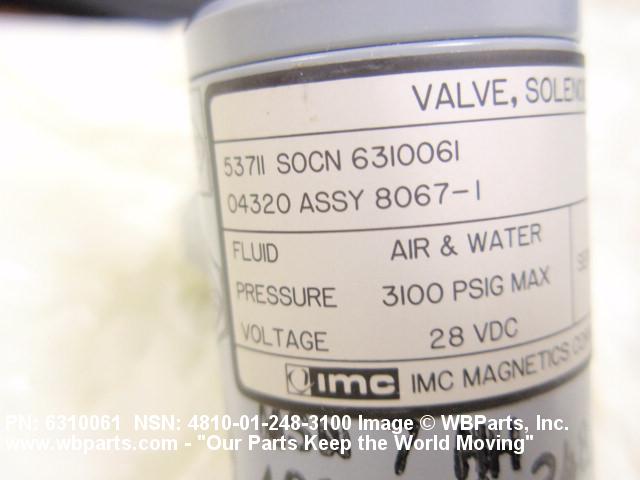 VALVE, SOLENO
53711 SOCN 6310061
04320 ASSY 8067-1
FLUID AIR & WATER
PRESSURE 3100 PSIG MAX
VOLTAGE 28 VDC
imc IMC MAGNETICS
PN: 6310061 NSN: 4810-01-248-3100 Image © WBParts, Inc.
www.wbparts.com - "Our Parts Keep the World Moving"